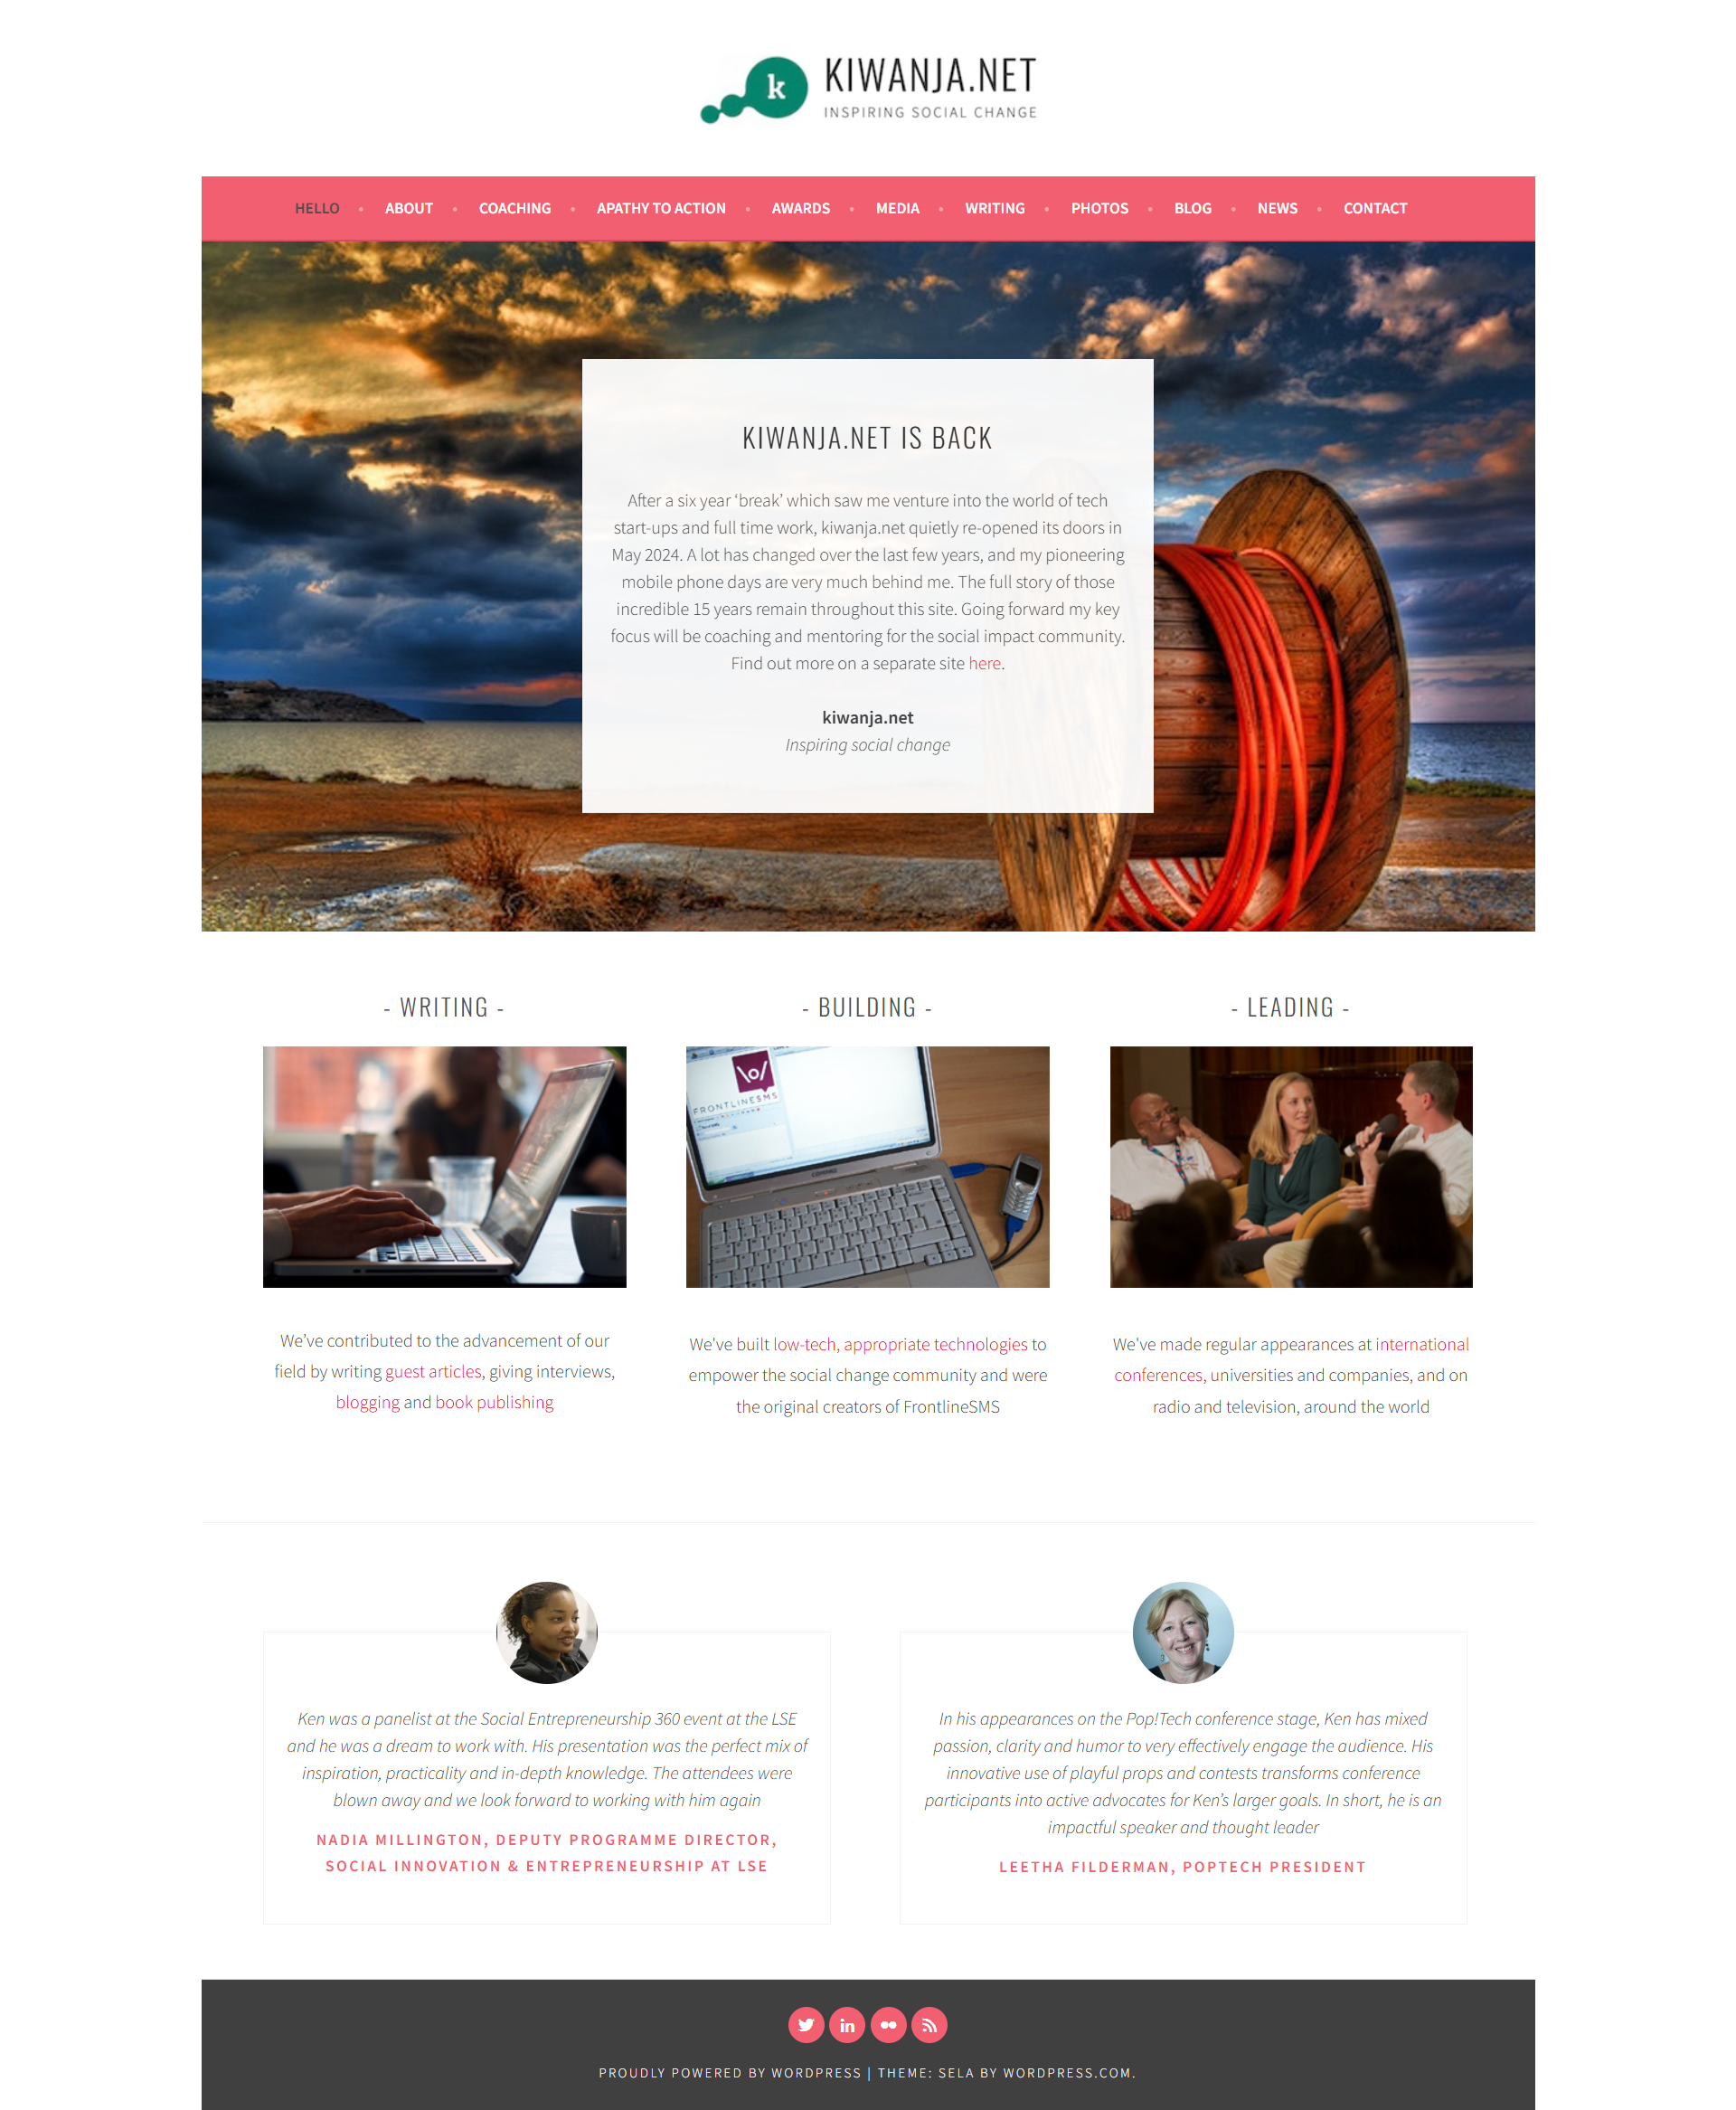 k
KIWANJA.NET
INSPIRING SOCIAL CHANGE
HELLO • ABOUT • COACHING • APATHY TO ACTION • AWARDS • MEDIA • WRITING • PHOTOS • BLOG • NEWS • CONTACT
KIWANJA.NET IS BACK
After a six year ‘break’ which saw me venture into the world of tech
start-ups and full time work, kiwanja.net quietly re-opened its doors in
May 2024. A lot has changed over the last few years, and my pioneering
mobile phone days are very much behind me. The full story of those
incredible 15 years remain throughout this site. Going forward my key
focus will be coaching and mentoring for the social impact community.
Find out more on a separate site here.
kiwanja.net
Inspiring social change
- WRITING -
We’ve contributed to the advancement of our
field by writing guest articles, giving interviews,
blogging and book publishing
- BUILDING -
\o/
FRONTLINESMS
We've built low-tech, appropriate technologies to
empower the social change community and were
the original creators of FrontlineSMS
- LEADING -
We've made regular appearances at international
conferences, universities and companies, and on
radio and television, around the world
Ken was a panelist at the Social Entrepreneurship 360 event at the LSE
and he was a dream to work with. His presentation was the perfect mix of
inspiration, practicality and in-depth knowledge. The attendees were
blown away and we look forward to working with him again
NADIA MILLINGTON, DEPUTY PROGRAMME DIRECTOR,
SOCIAL INNOVATION & ENTREPRENEURSHIP AT LSE
In his appearances on the Pop!Tech conference stage, Ken has mixed
passion, clarity and humor to very effectively engage the audience. His
innovative use of playful props and contests transforms conference
participants into active advocates for Ken’s larger goals. In short, he is an
impactful speaker and thought leader
LEETHA FILDERMAN, POPTECH PRESIDENT
in
PROUDLY POWERED BY WORDPRESS | THEME: SELA BY WORDPRESS.COM.